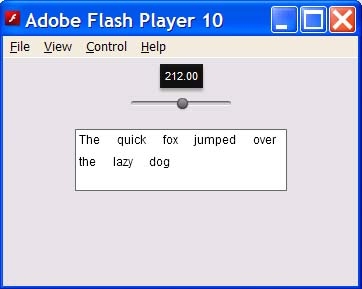 Adobe Flash Player 10
File View Control Help
212.00
The quick fox jumped over
the lazy dog